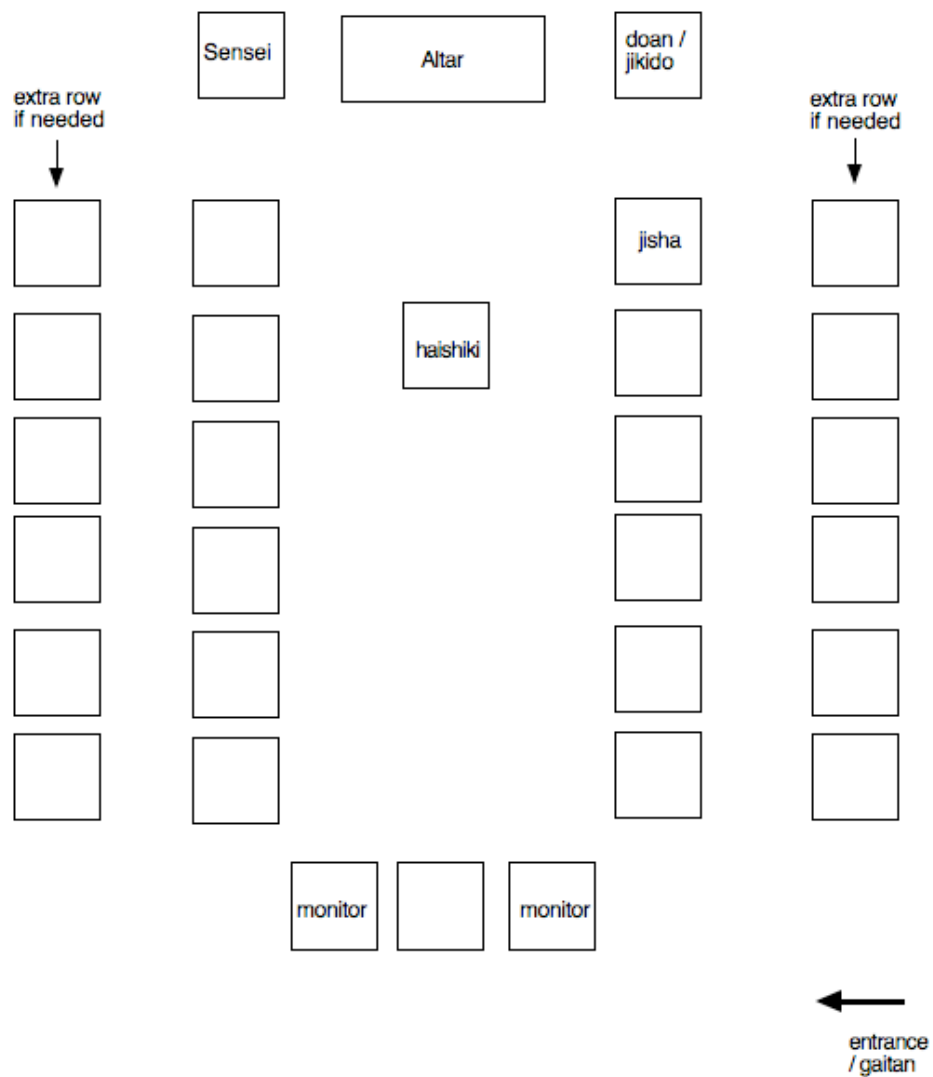 Sensei
Altar
doan /
jikido
extra row
if needed
extra row
if needed
jisha
haishiki
monitor
monitor
entrance
/ gaitan